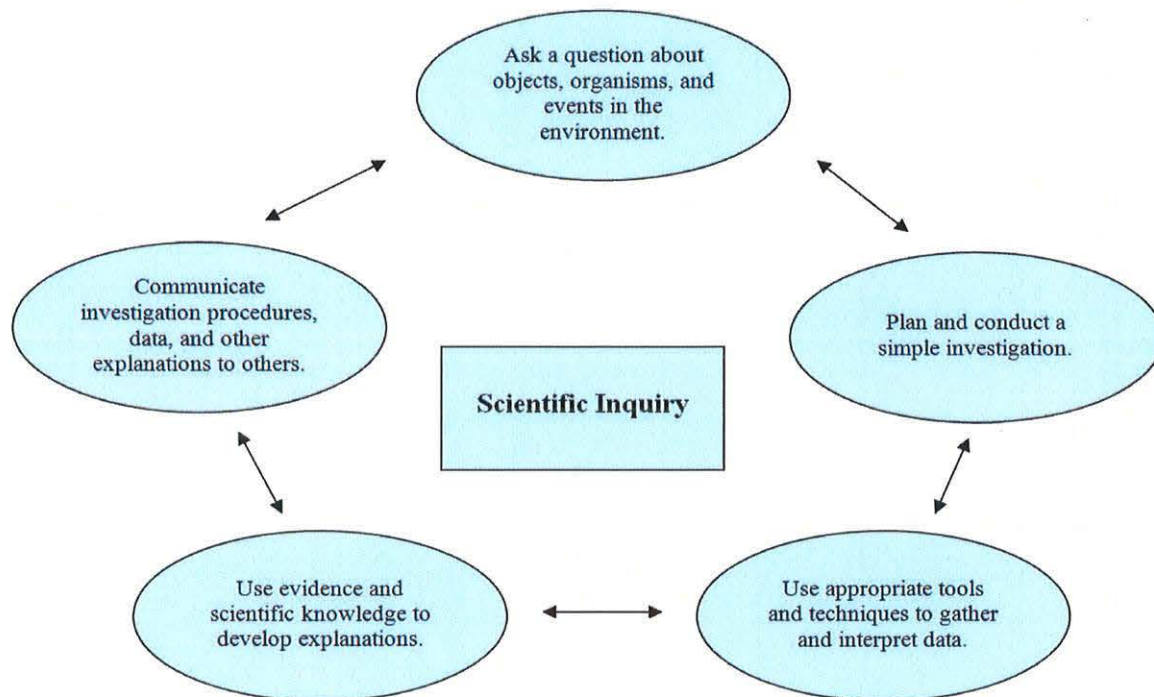 Ask a question about
objects, organisms, and
events in the
environment.
Plan and conduct a
simple investigation.
Use appropriate tools
and techniques to gather
and interpret data.
Use evidence and
scientific knowledge to
develop explanations.
Communicate
investigation procedures,
data, and other
explanations to others.
Scientific Inquiry